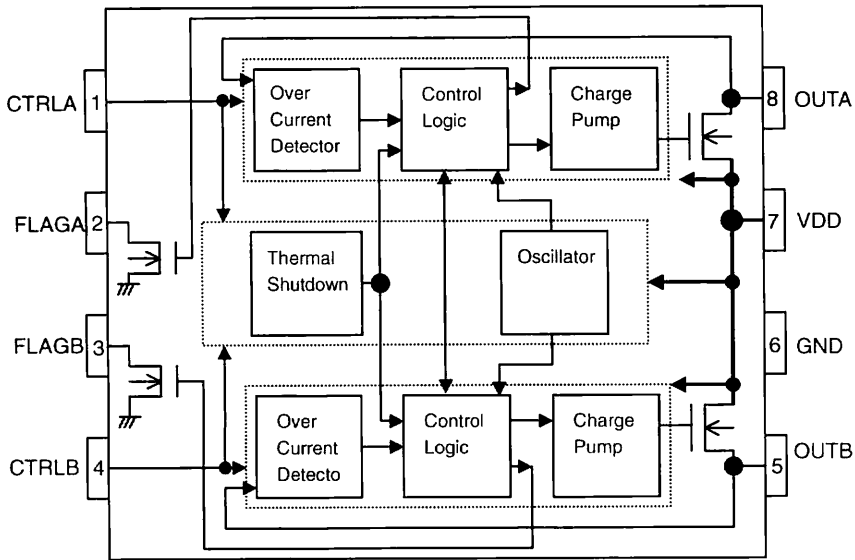 CTRLA 1
Over
Current
Detector
Control
Logic
Charge
Pump
8 OUTA
FLAGA 2
Thermal
Shutdown
Oscillator
7 VDD
FLAGB 3
6 GND
CTRLB 4
Over
Current
Detecto
Control
Logic
Charge
Pump
5 OUTB